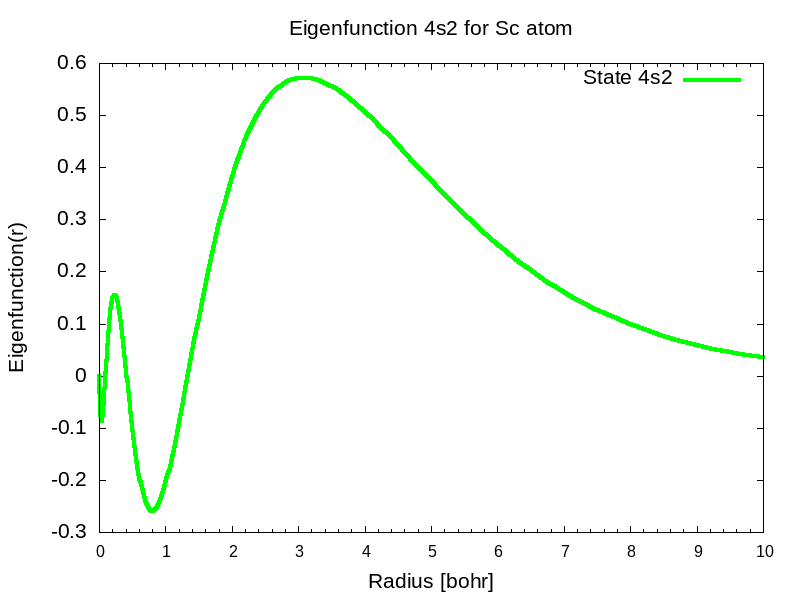 Eigenfunction 4s2 for Sc atom
State 4s2
0.6
0.5
0.4
0.3
0.2
0.1
0
-0.1
-0.2
-0.3
Eigenfunction(r)
0 1 2 3 4 5 6 7 8 9 10
Radius [bohr]